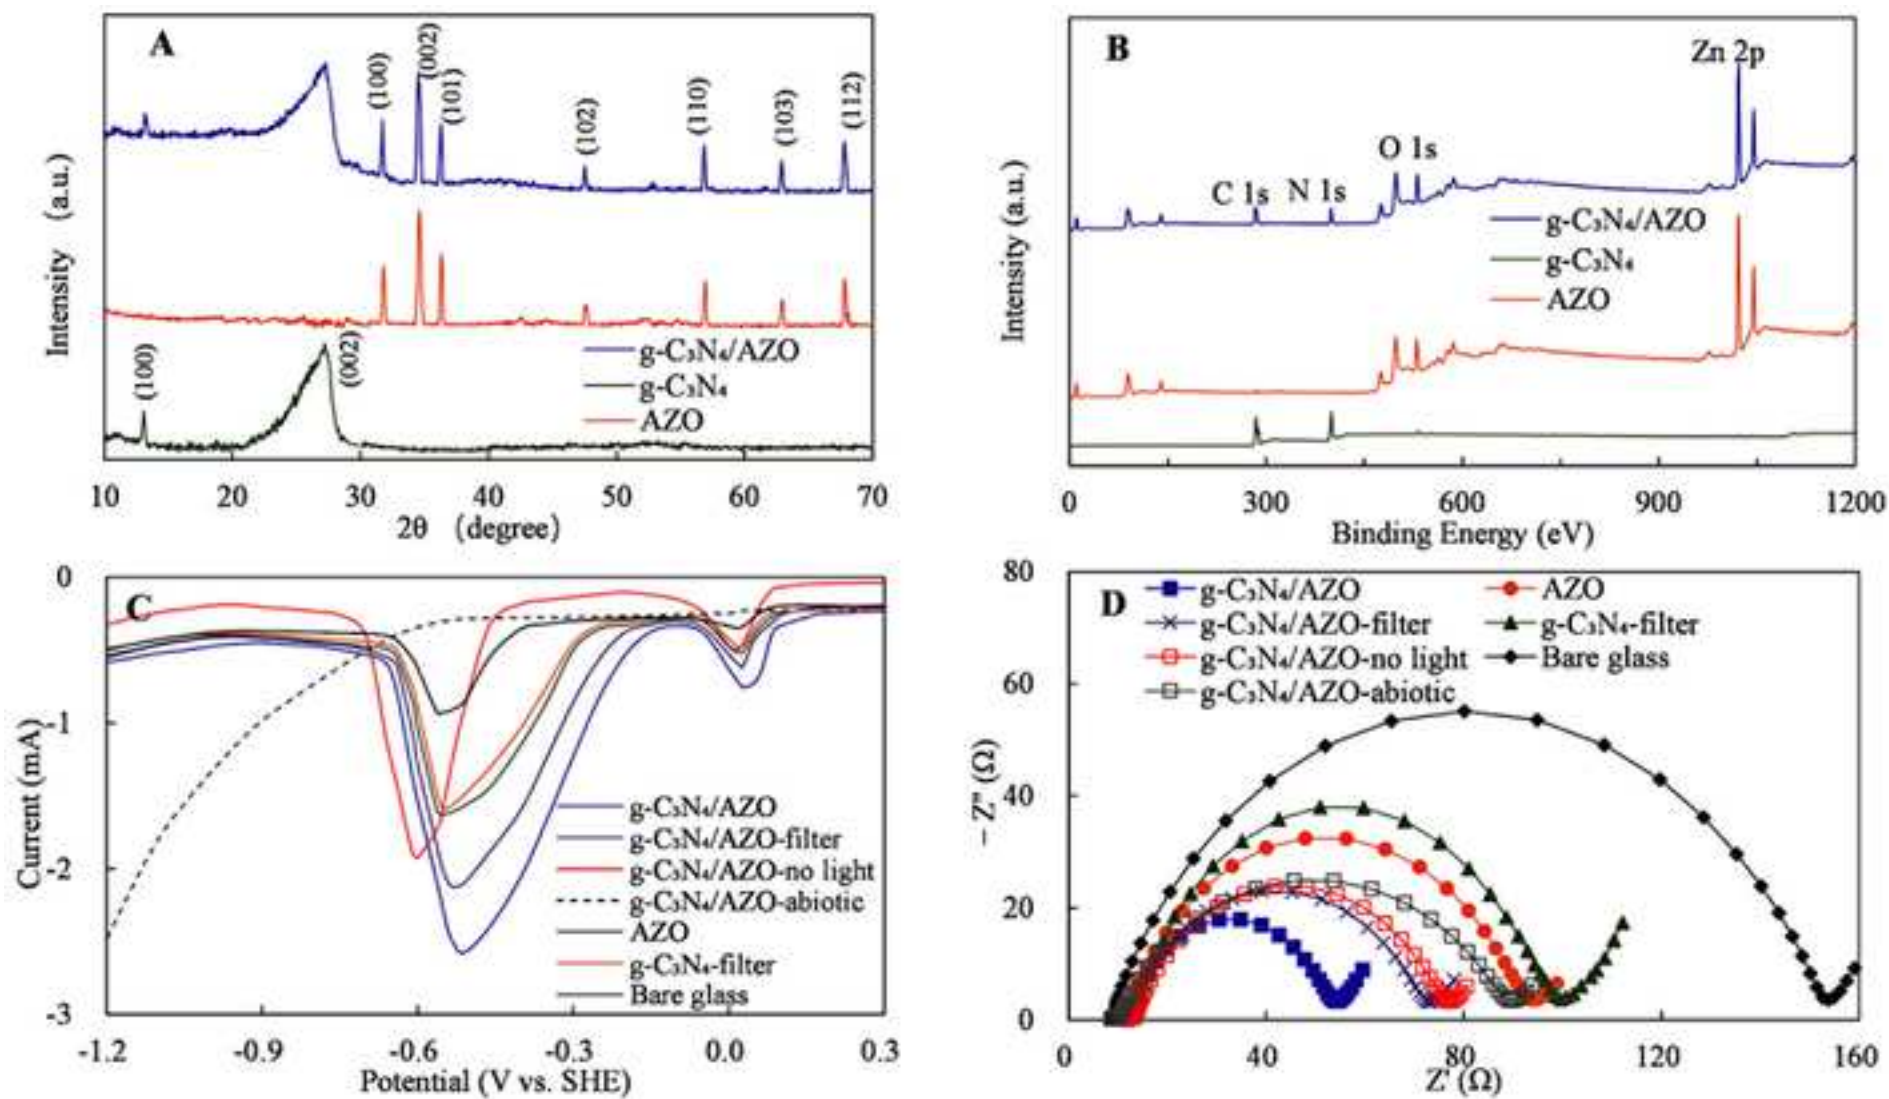 A
(100)
(002)
(101)
(102)
(110)
(103)
(112)
Intensity (a.u.)
(100)
(002)
g-C₃N₄/AZO
g-C₃N₄
AZO
10 20 30 40 50 60 70
2θ (degree)
B
Zn 2p
O 1s
C 1s N 1s
g-C₃N₄/AZO
g-C₃N₄
AZO
Intensity (a.u.)
0 300 600 900 1200
Binding Energy (eV)
C
0
-1
-2
-3
Current (mA)
g-C₃N₄/AZO
g-C₃N₄/AZO-filter
g-C₃N₄/AZO-no light
g-C₃N₄/AZO-abiotic
AZO
g-C₃N₄-filter
Bare glass
-1.2 -0.9 -0.6 -0.3 0.0 0.3
Potential (V vs. SHE)
D
g-C₃N₄/AZO AZO
g-C₃N₄/AZO-filter g-C₃N₄-filter
g-C₃N₄/AZO-no light Bare glass
g-C₃N₄/AZO-abiotic
80
60
40
20
0
−Z" (Ω)
0 40 80 120 160
Z' (Ω)